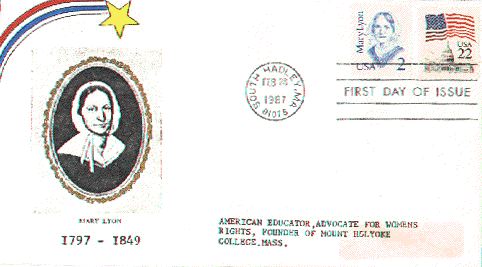 Mary Lyon
USA 2
USA
22
SOUTH HADLEY, MA
FEB 28
1987
01075
FIRST DAY OF ISSUE
MARY LYON
1797 - 1849
AMERICAN EDUCATOR,ADVOCATE FOR WOMENS
RIGHTS, FOUNDER OF MOUNT HOLYOKE
COLLEGE,MASS.